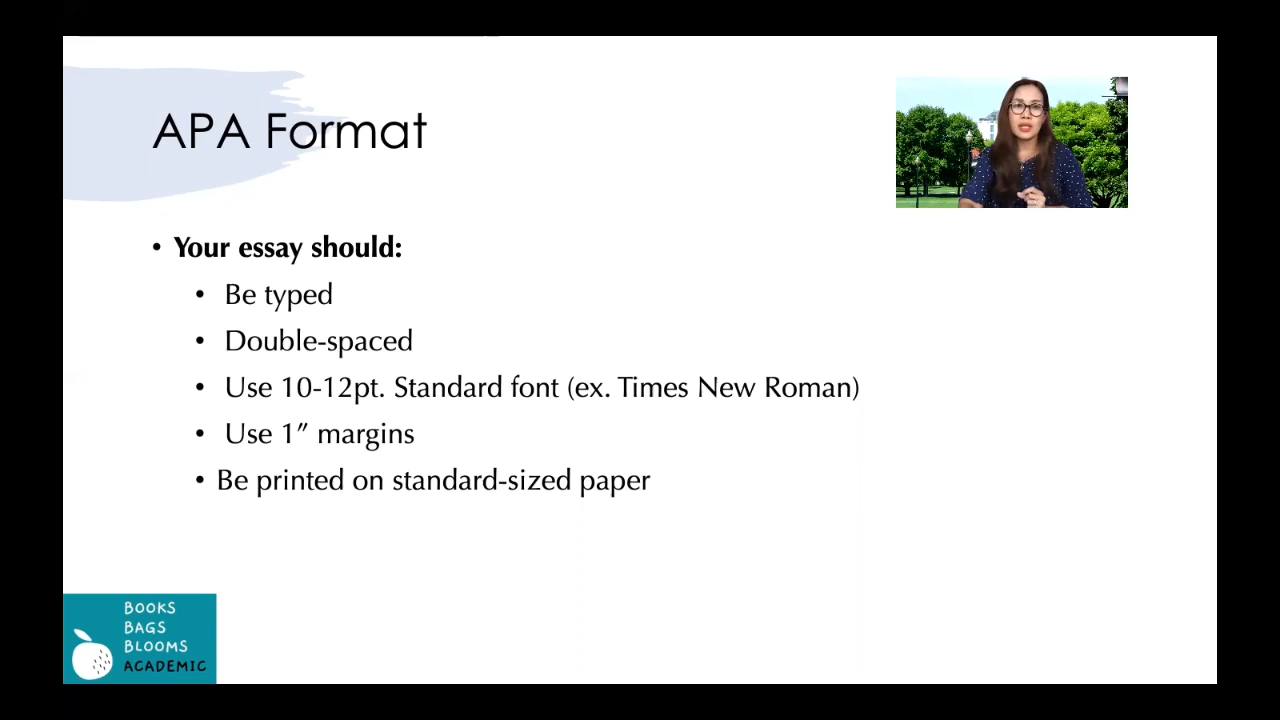 APA Format
• Your essay should:
• Be typed
• Double-spaced
• Use 10-12pt. Standard font (ex. Times New Roman)
• Use 1” margins
• Be printed on standard-sized paper
BOOKS
BAGS
BLOOMS
ACADEMIC